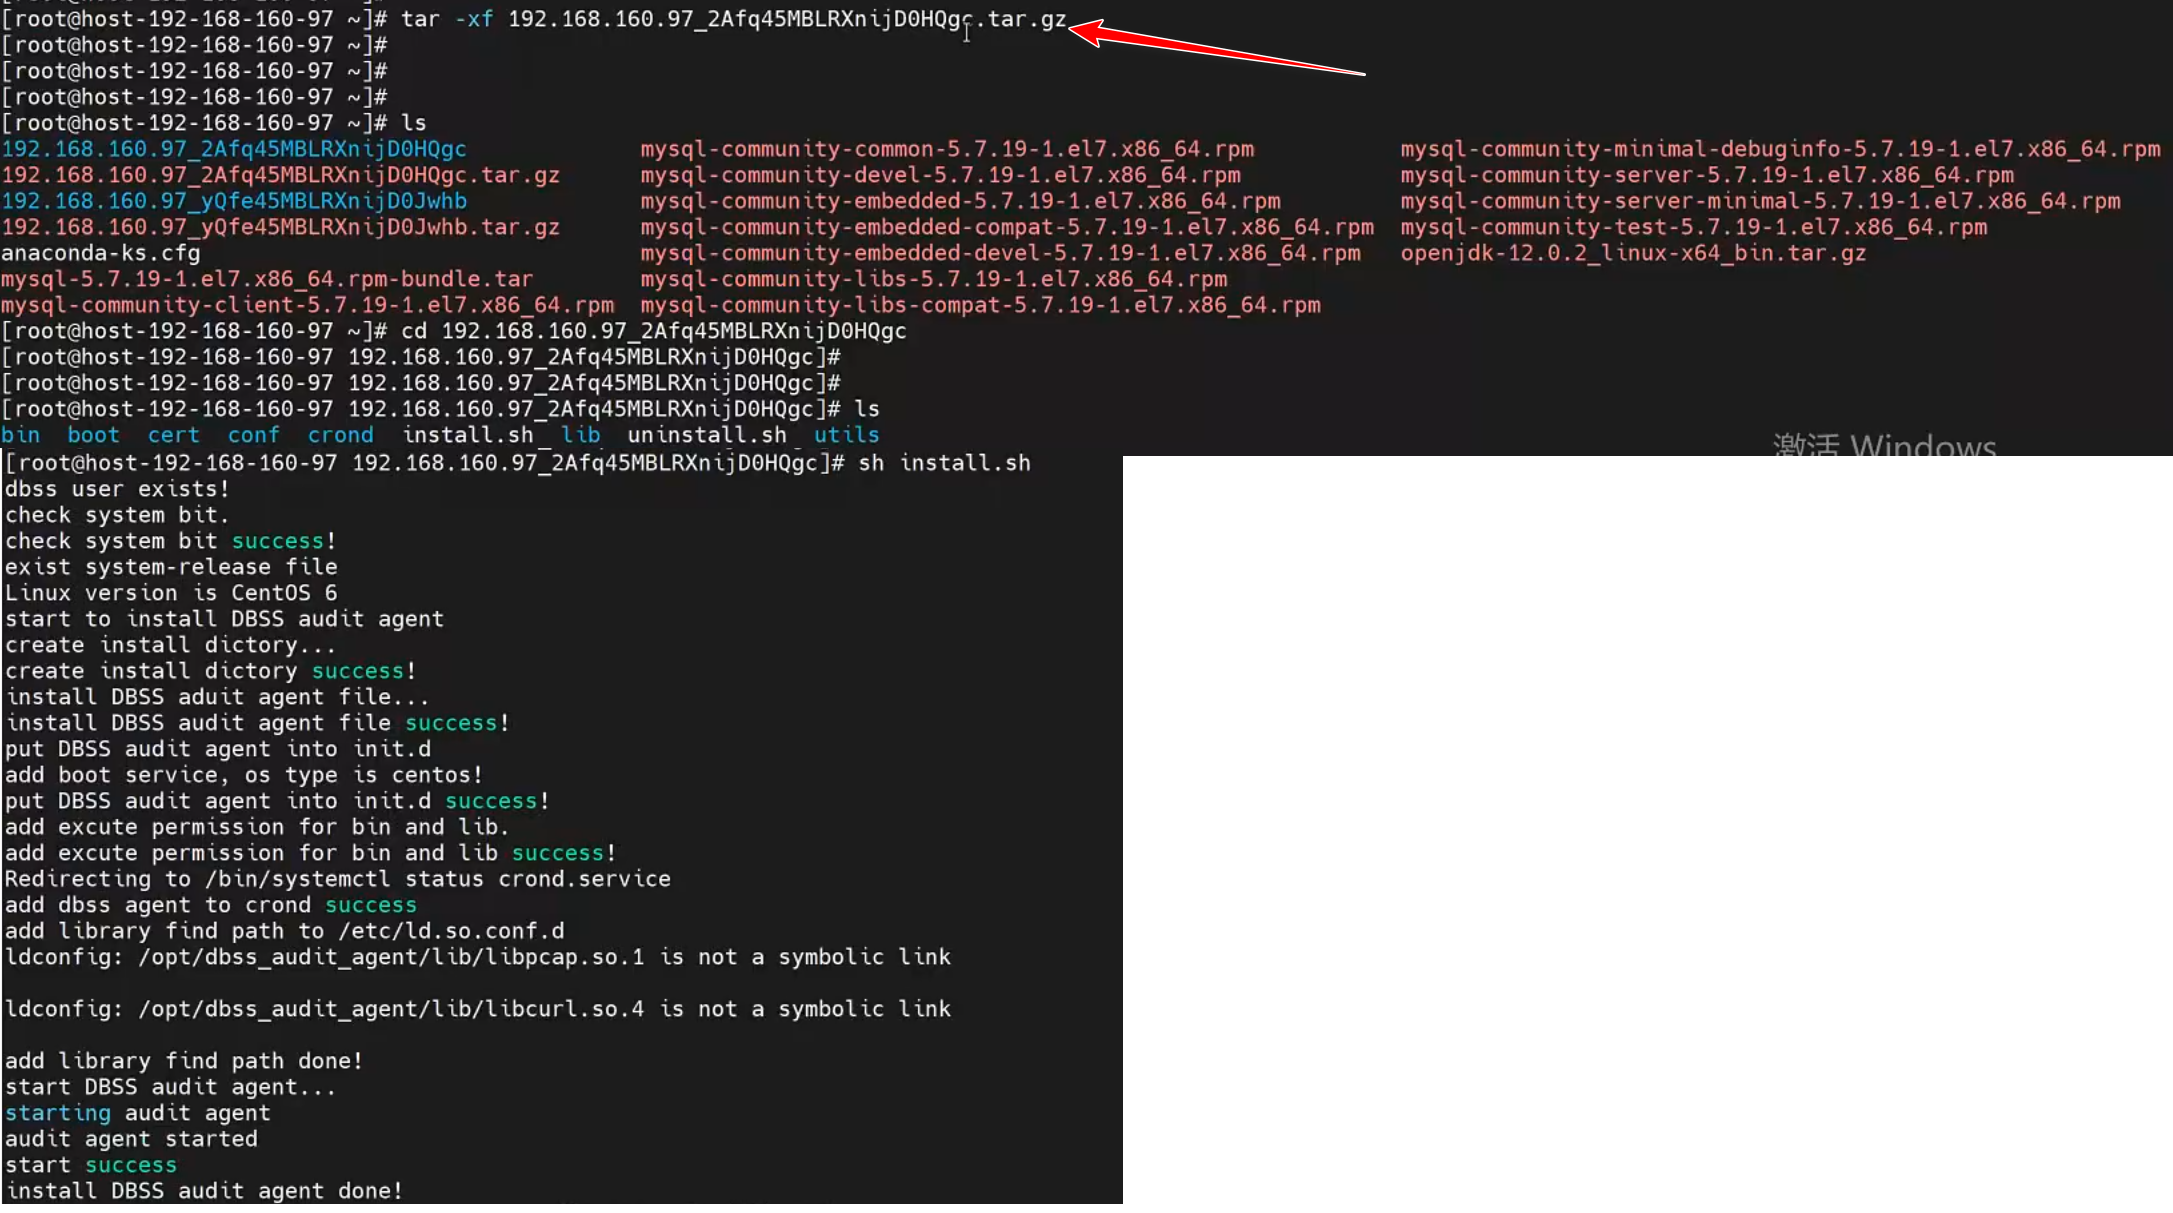 [root@host-192-168-160-97 ~]# tar -xf 192.168.160.97_2Afq45MBLRXnijD0HQgc.tar.gz
[root@host-192-168-160-97 ~]#
[root@host-192-168-160-97 ~]#
[root@host-192-168-160-97 ~]#
[root@host-192-168-160-97 ~]# ls
192.168.160.97_2Afq45MBLRXnijD0HQgc mysql-community-common-5.7.19-1.el7.x86_64.rpm mysql-community-minimal-debuginfo-5.7.19-1.el7.x86_64.rpm
192.168.160.97_2Afq45MBLRXnijD0HQgc.tar.gz mysql-community-devel-5.7.19-1.el7.x86_64.rpm mysql-community-server-5.7.19-1.el7.x86_64.rpm
192.168.160.97_yQfe45MBLRXnijD0Jwhb mysql-community-embedded-5.7.19-1.el7.x86_64.rpm mysql-community-server-minimal-5.7.19-1.el7.x86_64.rpm
192.168.160.97_yQfe45MBLRXnijD0Jwhb.tar.gz mysql-community-embedded-compat-5.7.19-1.el7.x86_64.rpm mysql-community-test-5.7.19-1.el7.x86_64.rpm
anaconda-ks.cfg mysql-community-embedded-devel-5.7.19-1.el7.x86_64.rpm openjdk-12.0.2_linux-x64_bin.tar.gz
mysql-5.7.19-1.el7.x86_64.rpm-bundle.tar mysql-community-libs-5.7.19-1.el7.x86_64.rpm
mysql-community-client-5.7.19-1.el7.x86_64.rpm mysql-community-libs-compat-5.7.19-1.el7.x86_64.rpm
[root@host-192-168-160-97 ~]# cd 192.168.160.97_2Afq45MBLRXnijD0HQgc
[root@host-192-168-160-97 192.168.160.97_2Afq45MBLRXnijD0HQgc]#
[root@host-192-168-160-97 192.168.160.97_2Afq45MBLRXnijD0HQgc]#
[root@host-192-168-160-97 192.168.160.97_2Afq45MBLRXnijD0HQgc]# ls
bin boot cert conf crond install.sh lib uninstall.sh utils
激活 Windows
[root@host-192-168-160-97 192.168.160.97_2Afq45MBLRXnijD0HQgc]# sh install.sh
dbss user exists!
check system bit.
check system bit success!
exist system-release file
Linux version is CentOS 6
start to install DBSS audit agent
create install dictory...
create install dictory success!
install DBSS aduit agent file...
install DBSS audit agent file success!
put DBSS audit agent into init.d
add boot service, os type is centos!
put DBSS audit agent into init.d success!
add excute permission for bin and lib.
add excute permission for bin and lib success!
Redirecting to /bin/systemctl status crond.service
add dbss agent to crond success
add library find path to /etc/ld.so.conf.d
ldconfig: /opt/dbss_audit_agent/lib/libpcap.so.1 is not a symbolic link
ldconfig: /opt/dbss_audit_agent/lib/libcurl.so.4 is not a symbolic link
add library find path done!
start DBSS audit agent...
starting audit agent
audit agent started
start success
install DBSS audit agent done!